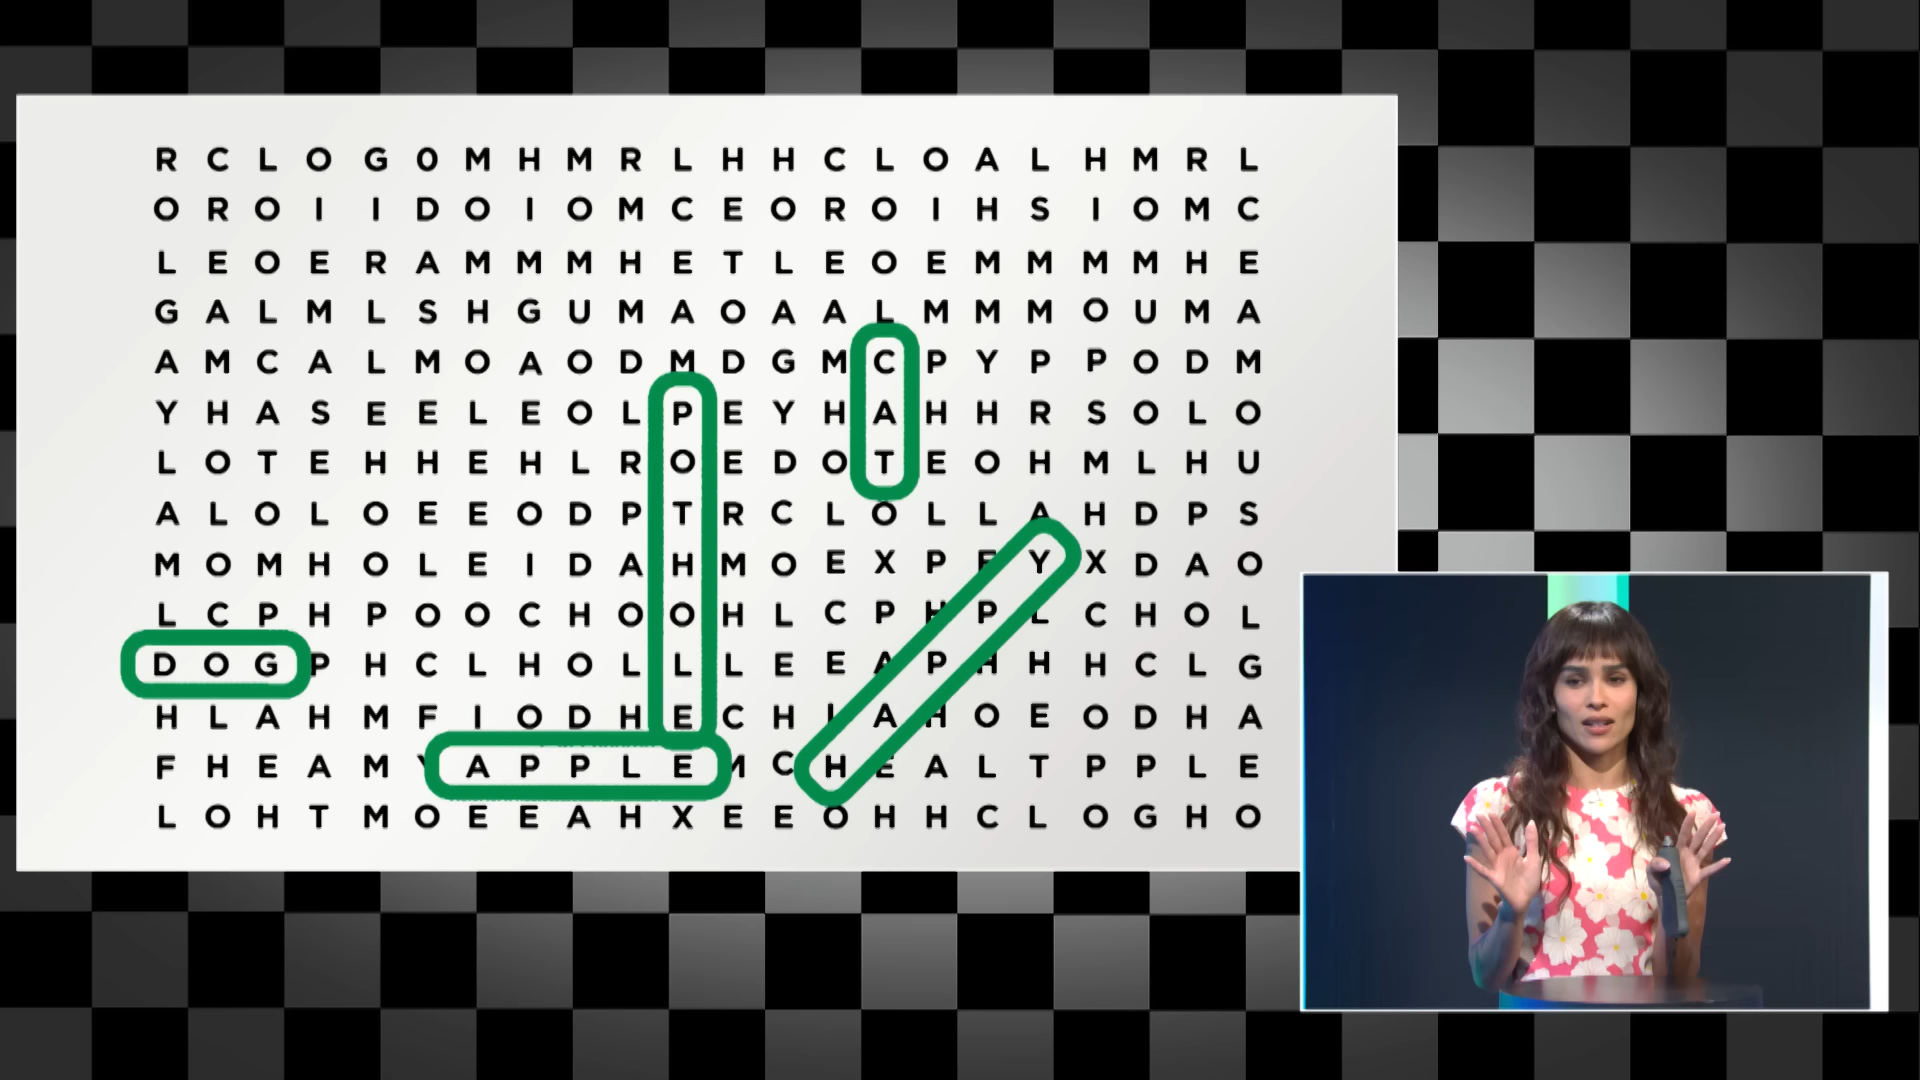 R C L O G 0 M H M R L H H C L O A L H M R L
O R O I I D O I O M C E O R O I H S I O M C
L E O E R A M M M H E T L E O E M M M M H E
G A L M L S H G U M A O A A L M M M O U M A
A M C A L M O A O D M D G M C P Y P P O D M
Y H A S E E L E O L P E Y H A H H R S O L O
L O T E H H E H L R O E D O T E O H M L H U
A L O L O E E O D P T R C L O L L A H D P S
M O M H O L E I D A H M O E X P E Y X D A O
L C P H P O O C H O O H L C P H P L C H O L
D O G P H C L H O L L L E E A P H H H C L G
H L A H M F I O D H E C H L A H O E O D H A
F H E A M Y A P P L E M C H E A L T P P L E
L O H T M O E E A H X E E O H H C L O G H O